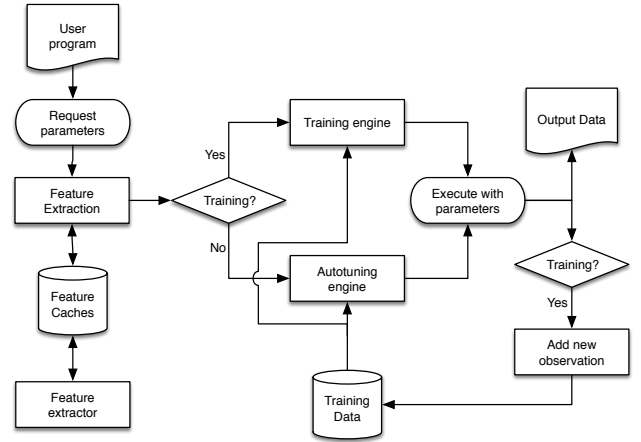 User
program
Request
parameters
Feature
Extraction
Feature
Caches
Feature
extractor
Training?
Yes
No
Training engine
Autotuning
engine
Training
Data
Execute with
parameters
Output Data
Training?
Yes
Add new
observation